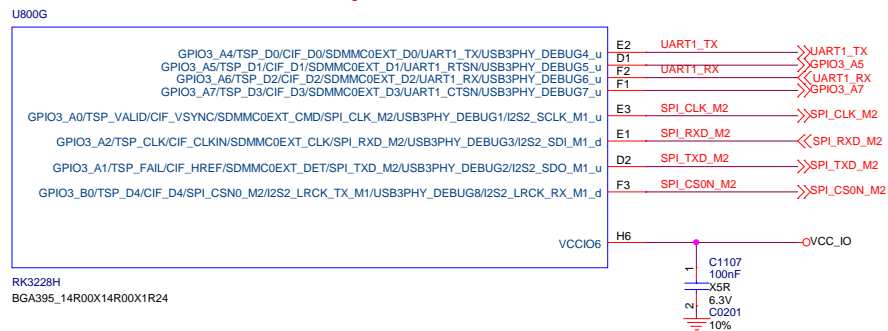 U800G
GPIO3_A4/TSP_D0/CIF_D0/SDMMC0EXT_D0/UART1_TX/USB3PHY_DEBUG4_u E2 UART1_TX UART1_TX
GPIO3_A5/TSP_D1/CIF_D1/SDMMC0EXT_D1/UART1_RTSN/USB3PHY_DEBUG5_u D1 GPIO3_A5
GPIO3_A6/TSP_D2/CIF_D2/SDMMC0EXT_D2/UART1_RX/USB3PHY_DEBUG6_u F2 UART1_RX UART1_RX
GPIO3_A7/TSP_D3/CIF_D3/SDMMC0EXT_D3/UART1_CTSN/USB3PHY_DEBUG7_u F1 GPIO3_A7
GPIO3_A0/TSP_VALID/CIF_VSYNC/SDMMC0EXT_CMD/SPI_CLK_M2/USB3PHY_DEBUG1/I2S2_SCLK_M1_u E3 SPI_CLK_M2 SPI_CLK_M2
GPIO3_A2/TSP_CLK/CIF_CLKIN/SDMMC0EXT_CLK/SPI_RXD_M2/USB3PHY_DEBUG3/I2S2_SDI_M1_d E1 SPI_RXD_M2 SPI_RXD_M2
GPIO3_A1/TSP_FAIL/CIF_HREF/SDMMC0EXT_DET/SPI_TXD_M2/USB3PHY_DEBUG2/I2S2_SDO_M1_u D2 SPI_TXD_M2 SPI_TXD_M2
GPIO3_B0/TSP_D4/CIF_D4/SPI_CSN0_M2/I2S2_LRCK_TX_M1/USB3PHY_DEBUG8/I2S2_LRCK_RX_M1_d F3 SPI_CS0N_M2 SPI_CS0N_M2
VCCIO6 H6 VCC_IO
RK3228H
BGA395_14R00X14R00X1R24
1
2
C1107
100nF
X5R
6.3V
C0201
10%